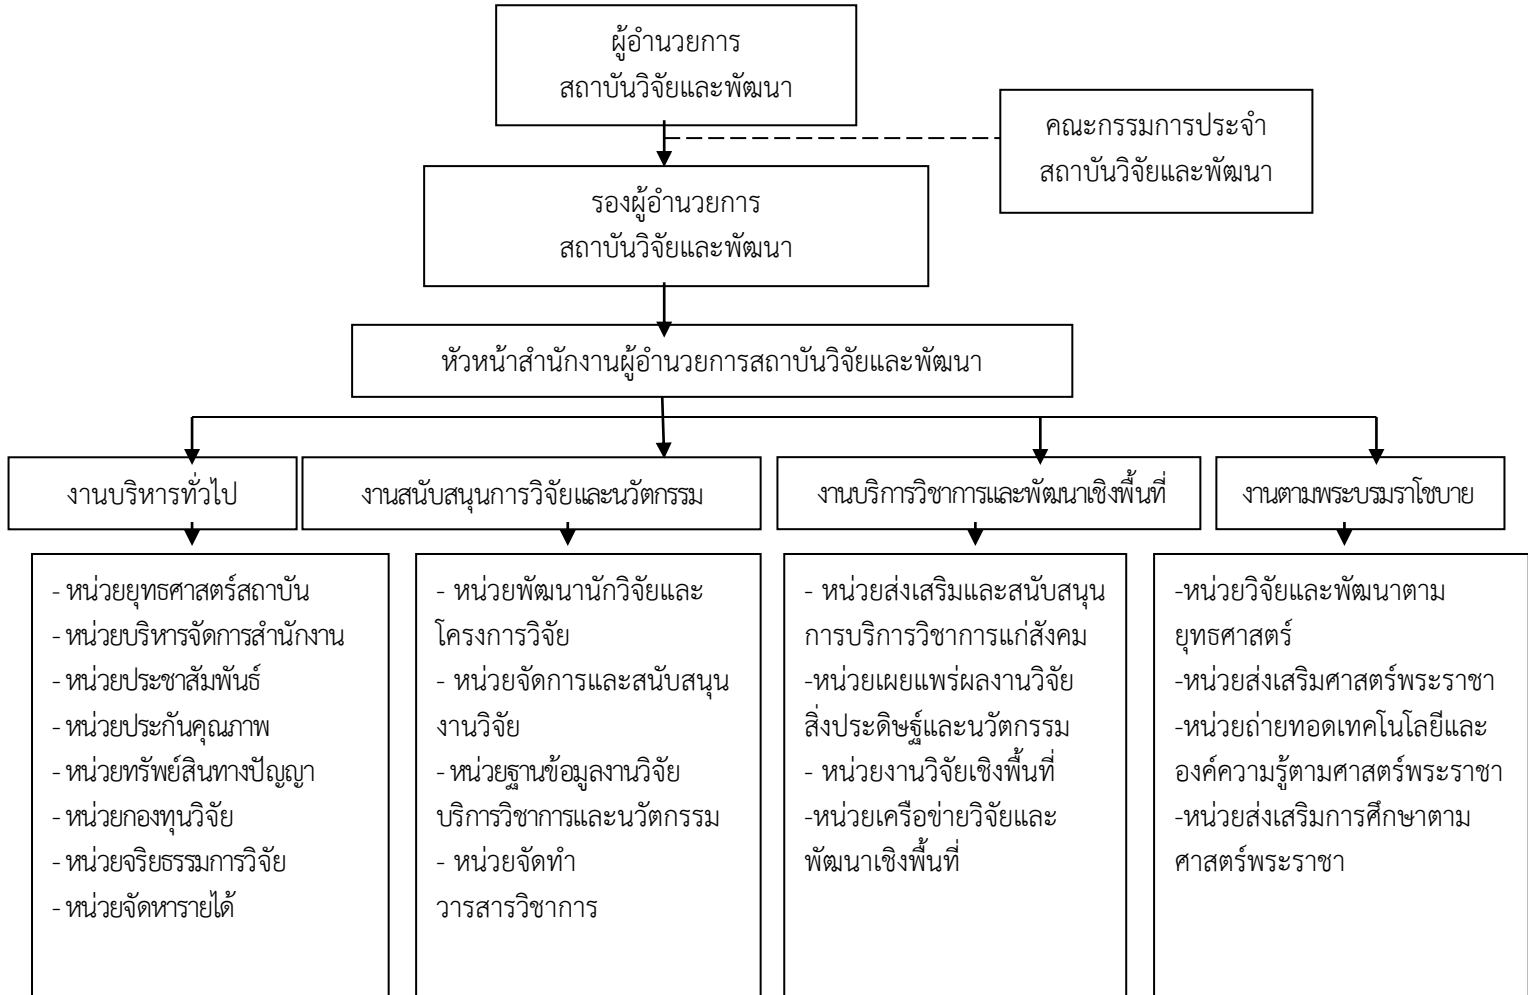 ผู้อำนวยการ
สถาบันวิจัยและพัฒนา
คณะกรรมการประจำ
สถาบันวิจัยและพัฒนา
รองผู้อำนวยการ
สถาบันวิจัยและพัฒนา
หัวหน้าสำนักงานผู้อำนวยการสถาบันวิจัยและพัฒนา
งานบริหารทั่วไป
งานสนับสนุนการวิจัยและนวัตกรรม
งานบริการวิชาการและพัฒนาเชิงพื้นที่
งานตามพระบรมราโชบาย
- หน่วยยุทธศาสตร์สถาบัน
- หน่วยบริหารจัดการสำนักงาน
- หน่วยประชาสัมพันธ์
- หน่วยประกันคุณภาพ
- หน่วยทรัพย์สินทางปัญญา
- หน่วยกองทุนวิจัย
- หน่วยจริยธรรมการวิจัย
- หน่วยจัดหารายได้
- หน่วยพัฒนานักวิจัยและ
โครงการวิจัย
- หน่วยจัดการและสนับสนุน
งานวิจัย
- หน่วยฐานข้อมูลงานวิจัย
บริการวิชาการและนวัตกรรม
- หน่วยจัดทำ
วารสารวิชาการ
- หน่วยส่งเสริมและสนับสนุน
การบริการวิชาการแก่สังคม
-หน่วยเผยแพร่ผลงานวิจัย
สิ่งประดิษฐ์และนวัตกรรม
- หน่วยงานวิจัยเชิงพื้นที่
-หน่วยเครือข่ายวิจัยและ
พัฒนาเชิงพื้นที่
-หน่วยวิจัยและพัฒนาตาม
ยุทธศาสตร์
-หน่วยส่งเสริมศาสตร์พระราชา
-หน่วยถ่ายทอดเทคโนโลยีและ
องค์ความรู้ตามศาสตร์พระราชา
-หน่วยส่งเสริมการศึกษาตาม
ศาสตร์พระราชา